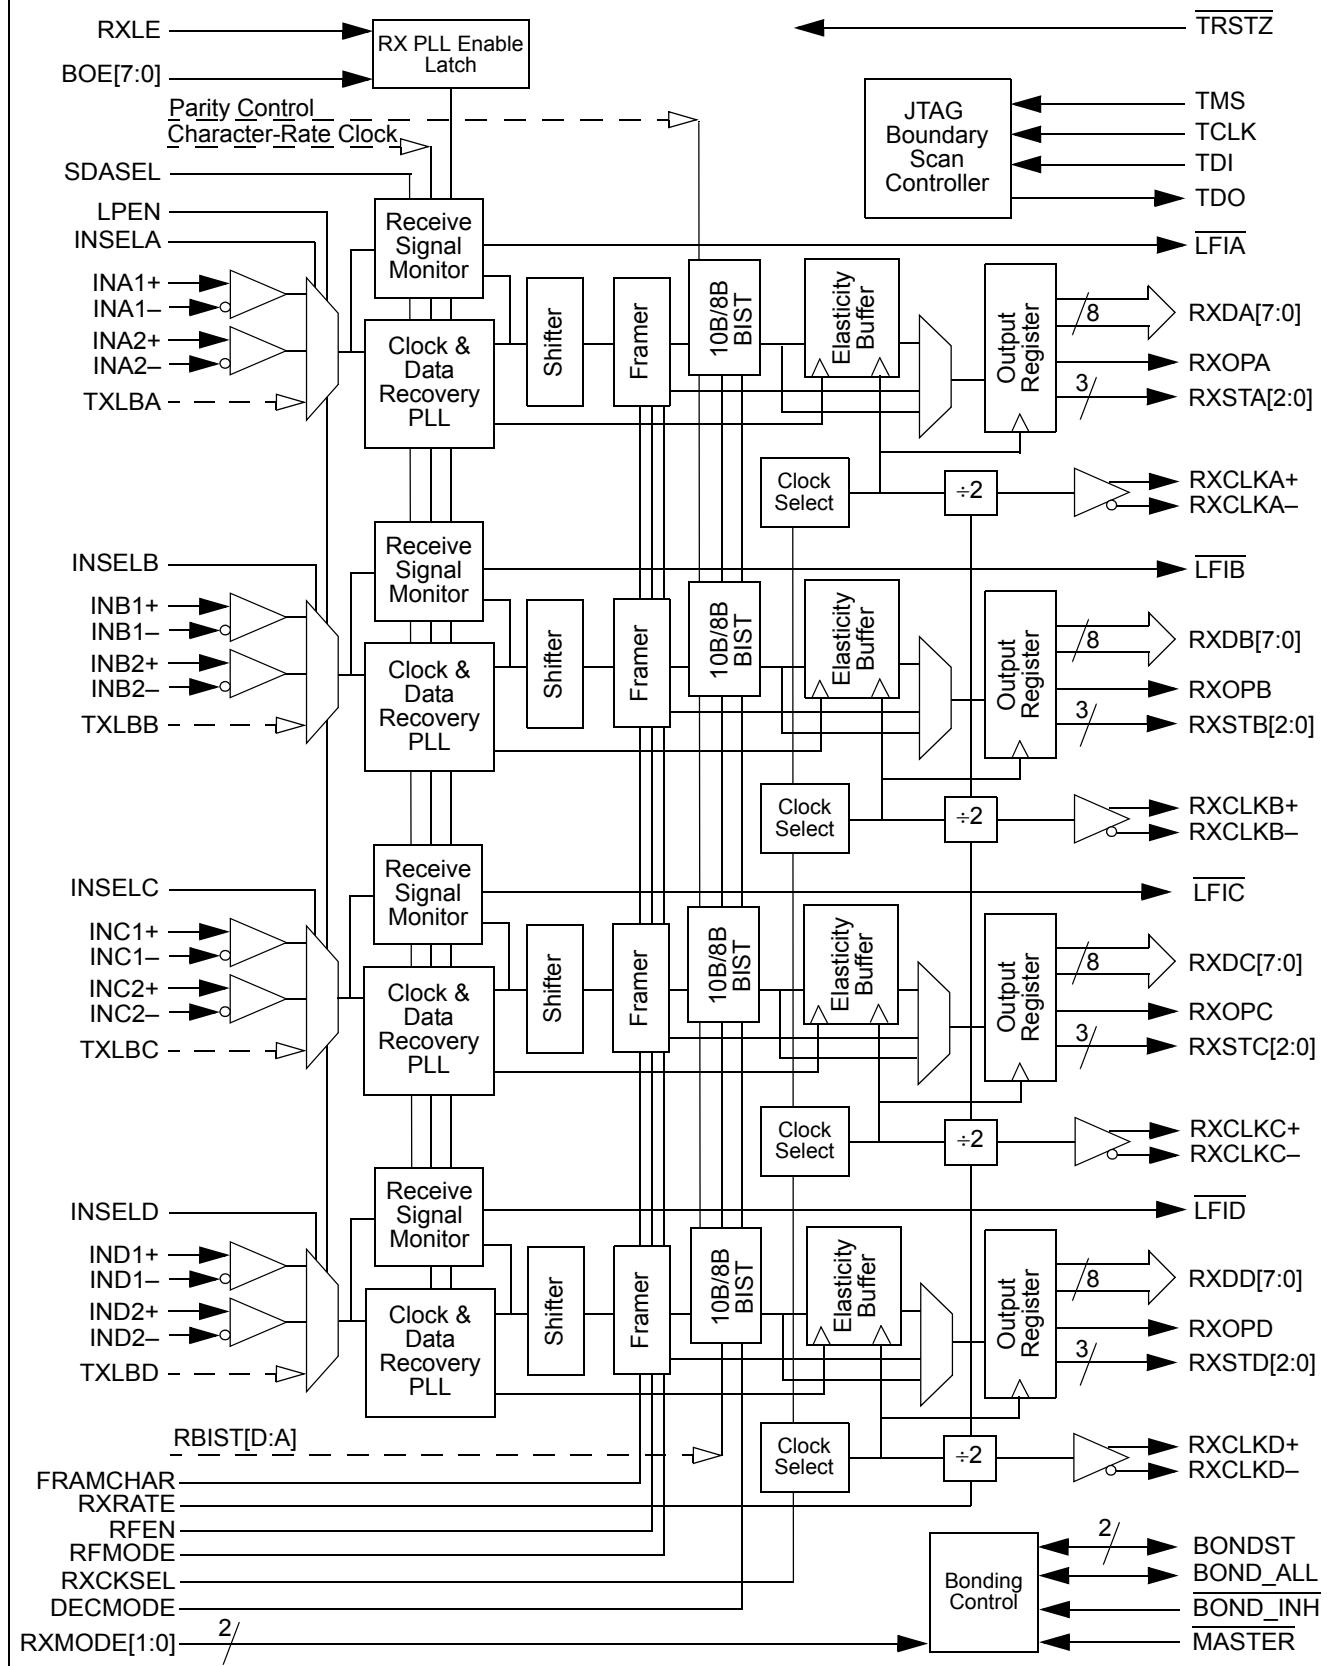 RXLE
BOE[7:0]
RX PLL Enable
Latch
TRSTZ
Parity Control
Character-Rate Clock
JTAG
Boundary
Scan
Controller
TMS
TCLK
TDI
TDO
SDASEL
LPEN
INSELA
INA1+
INA1–
INA2+
INA2–
TXLBA
Receive
Signal
Monitor
Clock &
Data
Recovery
PLL
Shifter
Framer
10B/8B
BIST
Elasticity
Buffer
Output
Register
LFIA
8
RXDA[7:0]
RXOPA
3
RXSTA[2:0]
Clock
Select
÷2
RXCLKA+
RXCLKA–
INSELB
INB1+
INB1–
INB2+
INB2–
TXLBB
Receive
Signal
Monitor
Clock &
Data
Recovery
PLL
Shifter
Framer
10B/8B
BIST
Elasticity
Buffer
Output
Register
LFIB
8
RXDB[7:0]
RXOPB
3
RXSTB[2:0]
Clock
Select
÷2
RXCLKB+
RXCLKB–
INSELC
INC1+
INC1–
INC2+
INC2–
TXLBC
Receive
Signal
Monitor
Clock &
Data
Recovery
PLL
Shifter
Framer
10B/8B
BIST
Elasticity
Buffer
Output
Register
LFIC
8
RXDC[7:0]
RXOPC
3
RXSTC[2:0]
Clock
Select
÷2
RXCLKC+
RXCLKC–
INSELD
IND1+
IND1–
IND2+
IND2–
TXLBD
Receive
Signal
Monitor
Clock &
Data
Recovery
PLL
Shifter
Framer
10B/8B
BIST
Elasticity
Buffer
Output
Register
LFID
8
RXDD[7:0]
RXOPD
3
RXSTD[2:0]
Clock
Select
÷2
RXCLKD+
RXCLKD–
RBIST[D:A]
FRAMCHAR
RXRATE
RFEN
RFMODE
RXCKSEL
DECMODE
RXMODE[1:0]
2
Bonding
Control
2
BONDST
BOND_ALL
BOND_INH
MASTER